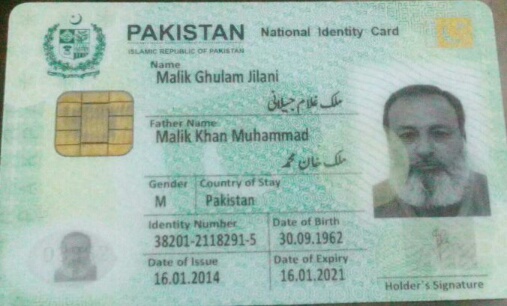 PAKISTAN National Identity Card
ISLAMIC REPUBLIC OF PAKISTAN
Name
Malik Ghulam Jilani
ملک غلام جیلانی
Father Name
Malik Khan Muhammad
ملک خان محمد
Gender Country of Stay
M Pakistan
Identity Number Date of Birth
38201-2118291-5 30.09.1962
Date of Issue Date of Expiry
16.01.2014 16.01.2021
Holder's Signature